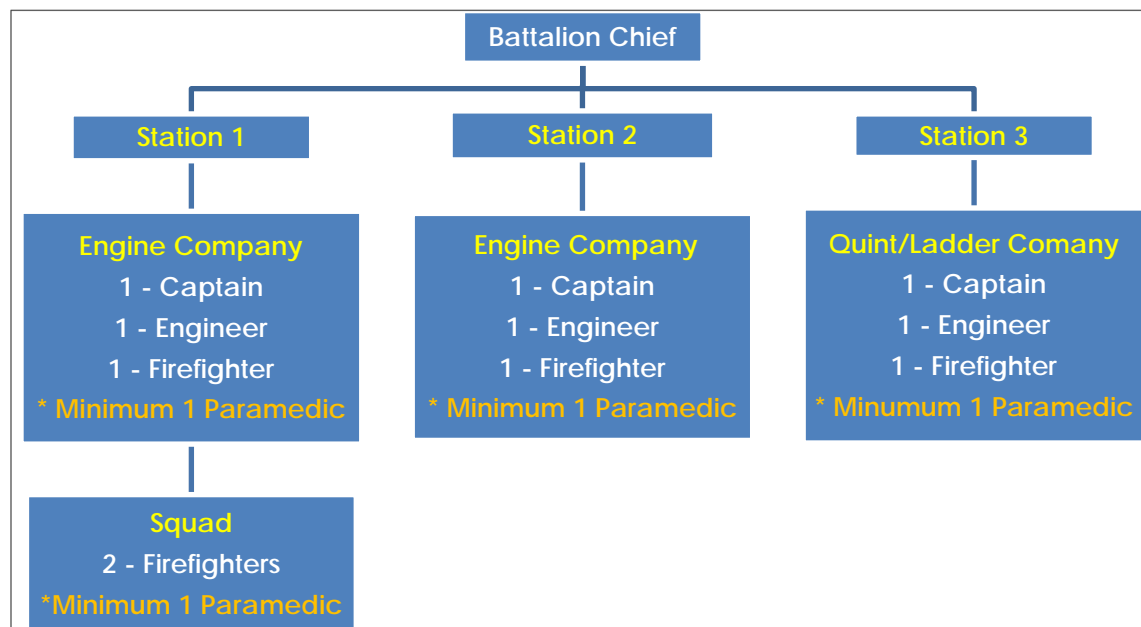 Battalion Chief
Station 1
Station 2
Station 3
Engine Company
1 - Captain
1 - Engineer
1 - Firefighter
* Minimum 1 Paramedic
Engine Company
1 - Captain
1 - Engineer
1 - Firefighter
* Minimum 1 Paramedic
Quint/Ladder Comany
1 - Captain
1 - Engineer
1 - Firefighter
* Minumum 1 Paramedic
Squad
2 - Firefighters
*Minimum 1 Paramedic